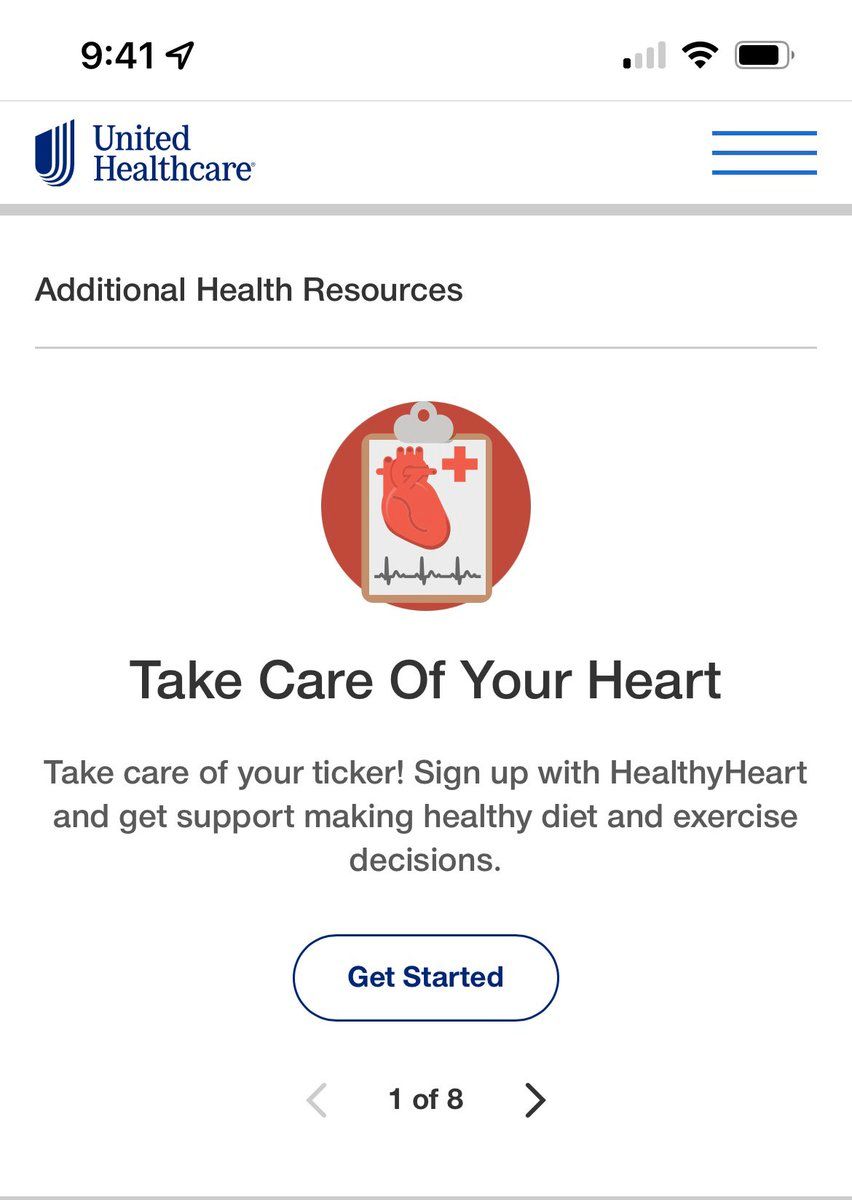 9:41
United
Healthcare®
Additional Health Resources
Take Care Of Your Heart
Take care of your ticker! Sign up with HealthyHeart
and get support making healthy diet and exercise
decisions.
Get Started
1 of 8